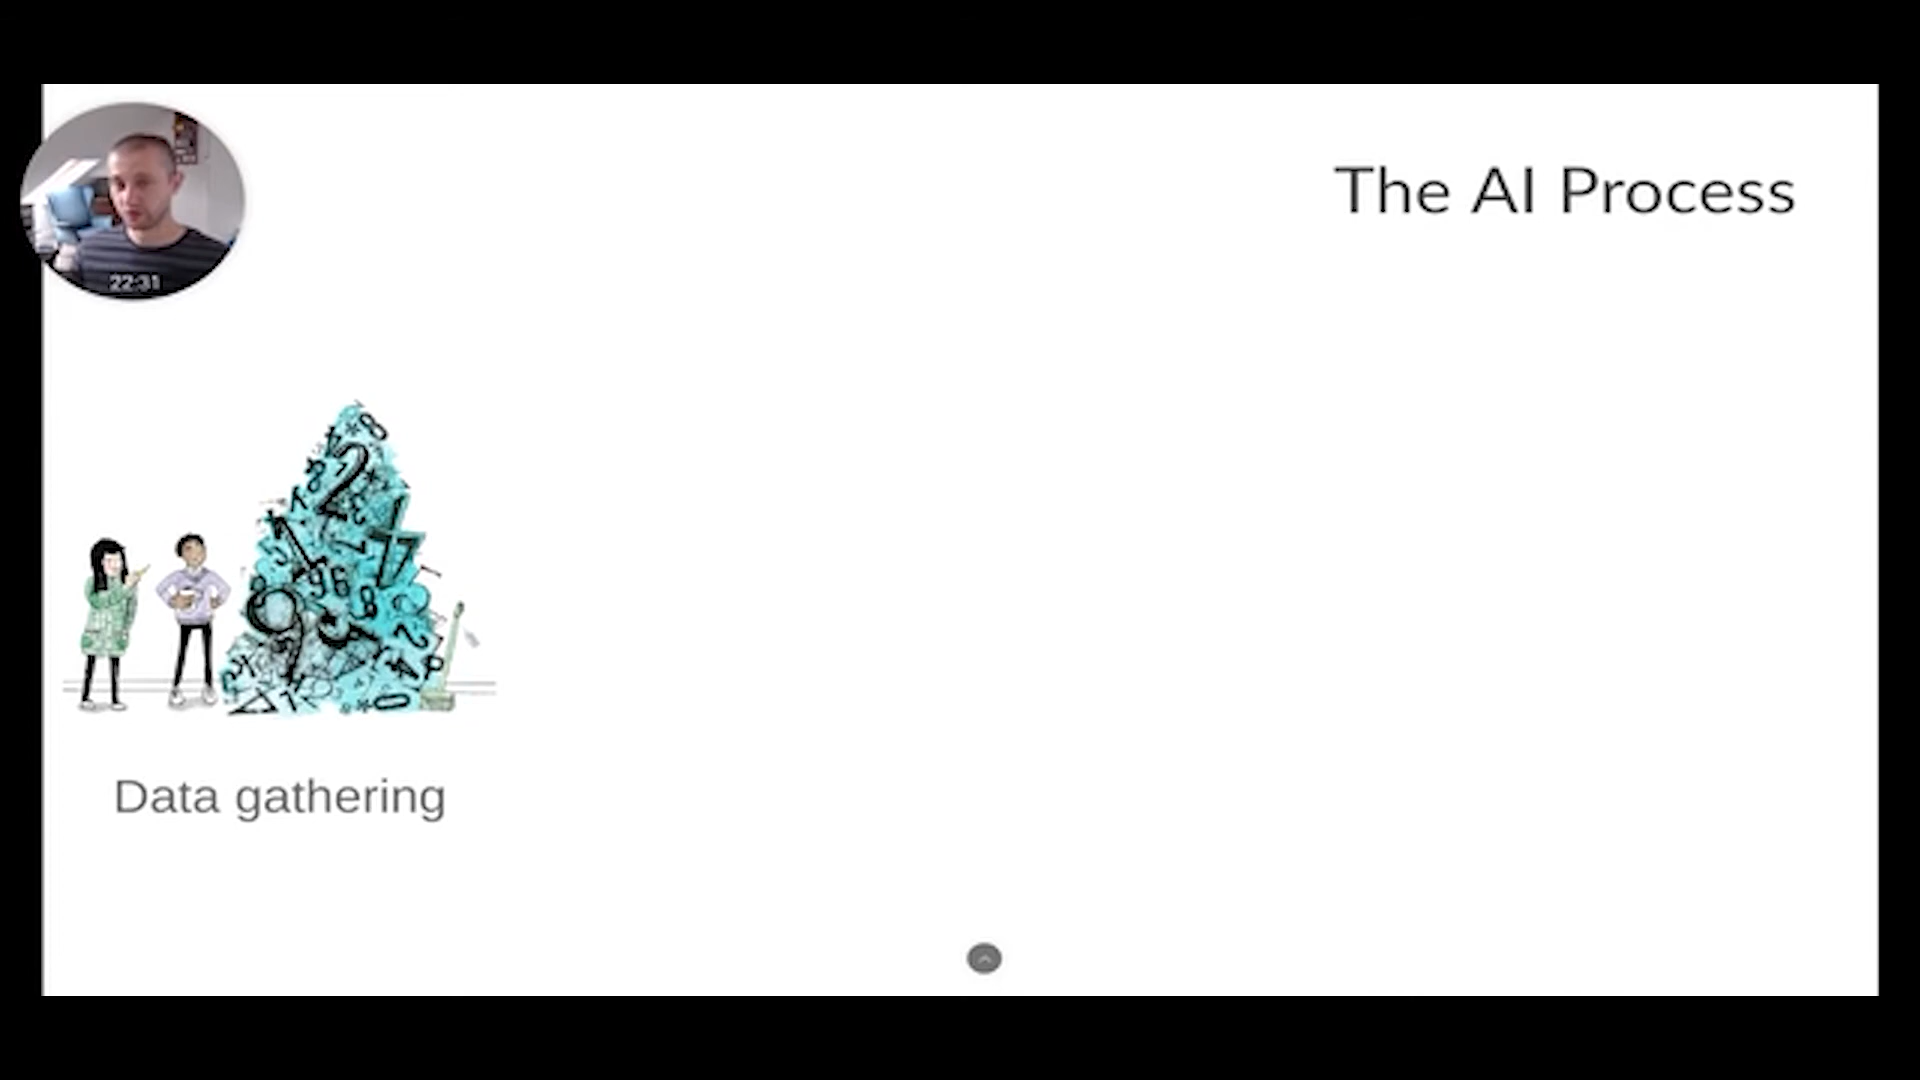 The AI Process
22:31
Data gathering